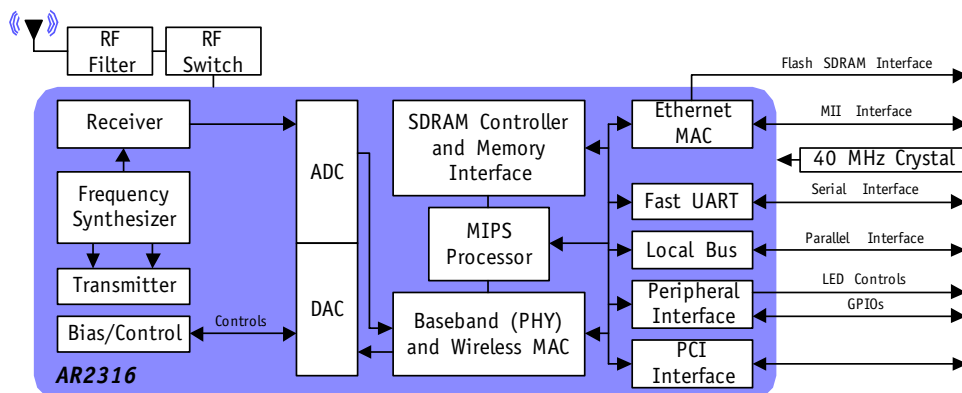 RF
Filter
RF
Switch
Flash SDRAM Interface
Receiver
ADC
SDRAM Controller
and Memory
Interface
Ethernet
MAC
MII Interface
40 MHz Crystal
Frequency
Synthesizer
Fast UART
Serial Interface
MIPS
Processor
Local Bus
Parallel Interface
Transmitter
DAC
Baseband (PHY)
and Wireless MAC
Peripheral
Interface
LED Controls
GPIOs
Bias/Control
Controls
PCI
Interface
AR2316